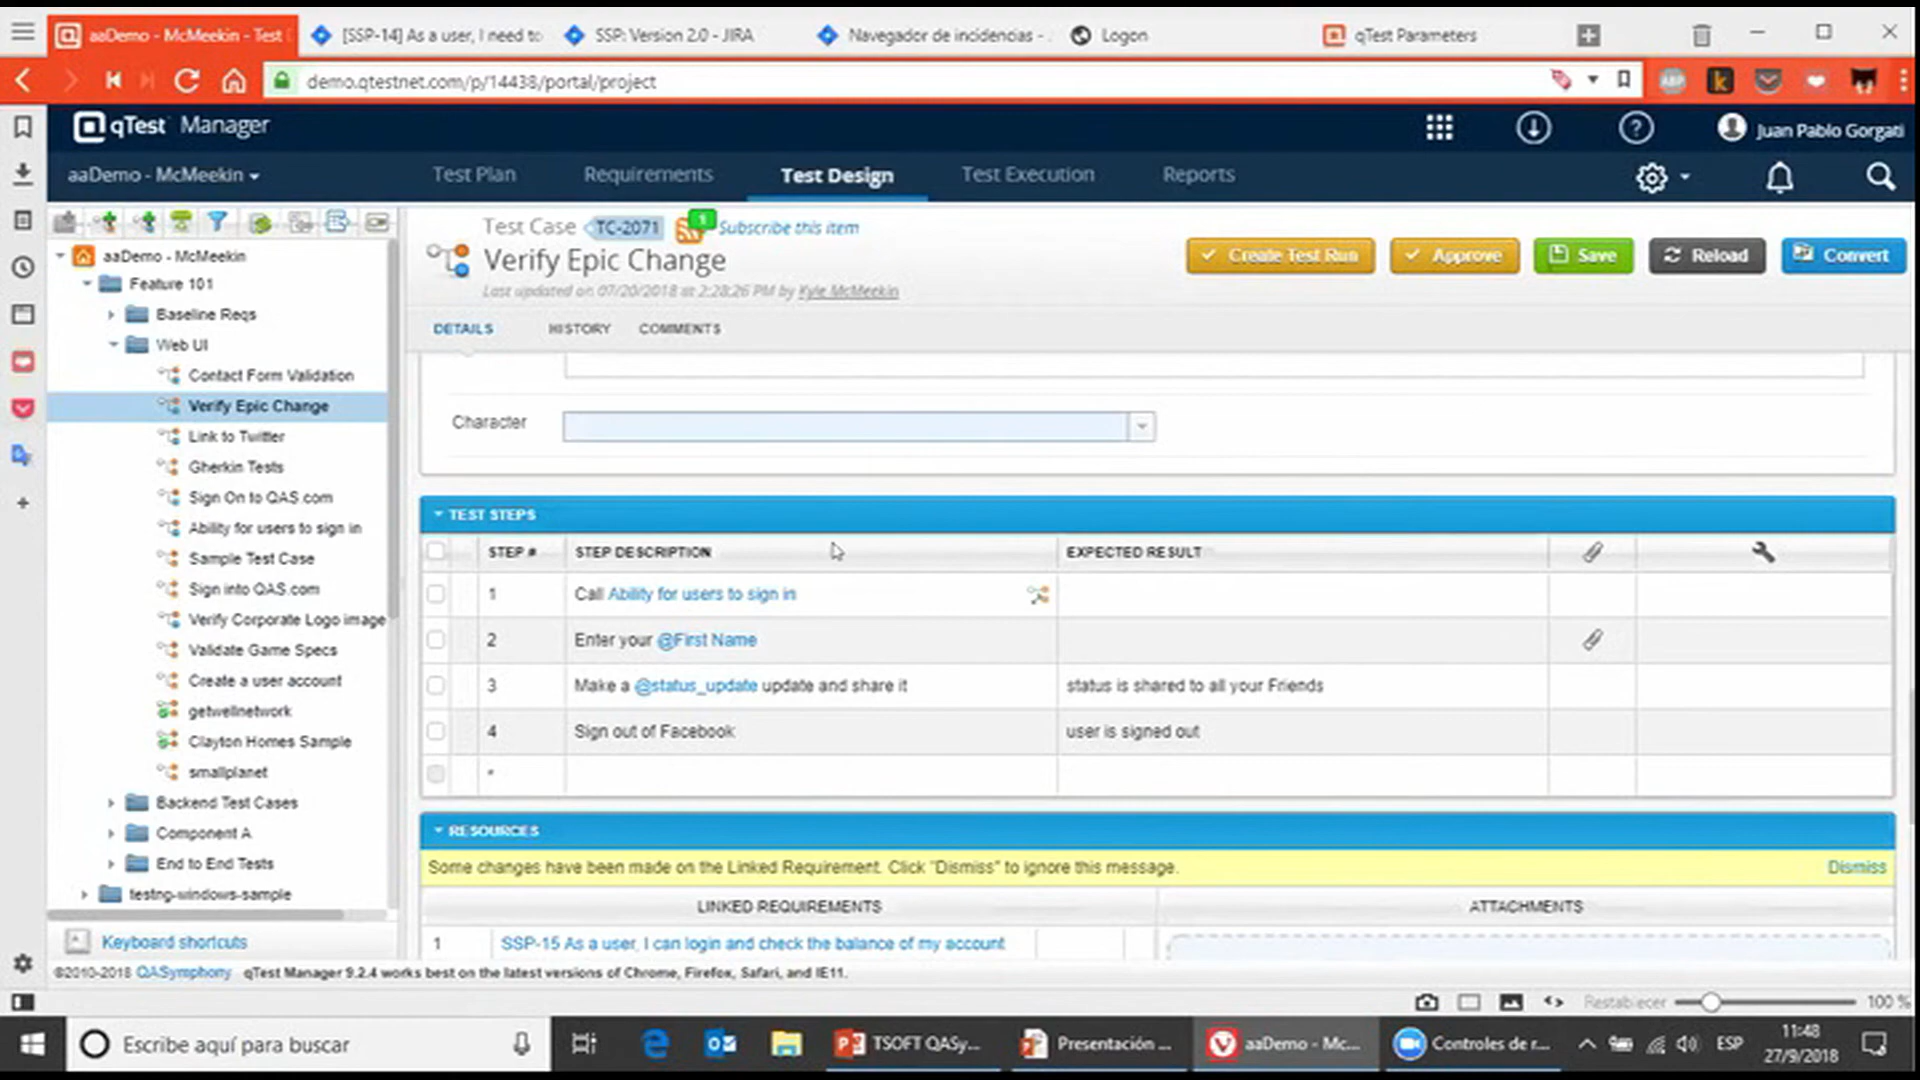 aaDemo - McMeekin - Test D
[SSP-14] As a user, I need to
SSP: Version 2.0 - JIRA
Navegador de incidencias -
Logon
qTest Parameters
demo.qtestnet.com/p/14438/portal/project
qTest Manager
Juan Pablo Gorgati
aaDemo - McMeekin
Test Plan
Requirements
Test Design
Test Execution
Reports
Test Case TC-2071
1
Subscribe this item
Verify Epic Change
Last updated on 07/20/2018 at 2:28:26 PM by Kyle McMeekin
Create Test Run
Approve
Save
Reload
Convert
DETAILS
HISTORY
COMMENTS
aaDemo - McMeekin
Feature 101
Baseline Reqs
Web UI
Contact Form Validation
Verify Epic Change
Link to Twitter
Gherkin Tests
Sign On to QAS.com
Ability for users to sign in
Sample Test Case
Sign into QAS.com
Verify Corporate Logo image
Validate Game Specs
Create a user account
getwellnetwork
Clayton Homes Sample
smallplanet
Backend Test Cases
Component A
End to End Tests
testng-windows-sample
Keyboard shortcuts
Character
TEST STEPS
STEP # STEP DESCRIPTION EXPECTED RESULT
1 Call Ability for users to sign in
2 Enter your @First Name
3 Make a @status_update update and share it status is shared to all your Friends
4 Sign out of Facebook user is signed out
*
RESOURCES
Some changes have been made on the Linked Requirement. Click "Dismiss" to ignore this message. Dismiss
LINKED REQUIREMENTS ATTACHMENTS
1 SSP-15 As a user, I can login and check the balance of my account
©2010-2018 QASymphony qTest Manager 9.2.4 works best on the latest versions of Chrome, Firefox, Safari, and IE11.
Restablecer 100 %
Escribe aquí para buscar
TSOFT QASy...
Presentación ...
aaDemo - Mc...
Controles de r...
ESP
11:48
27/9/2018